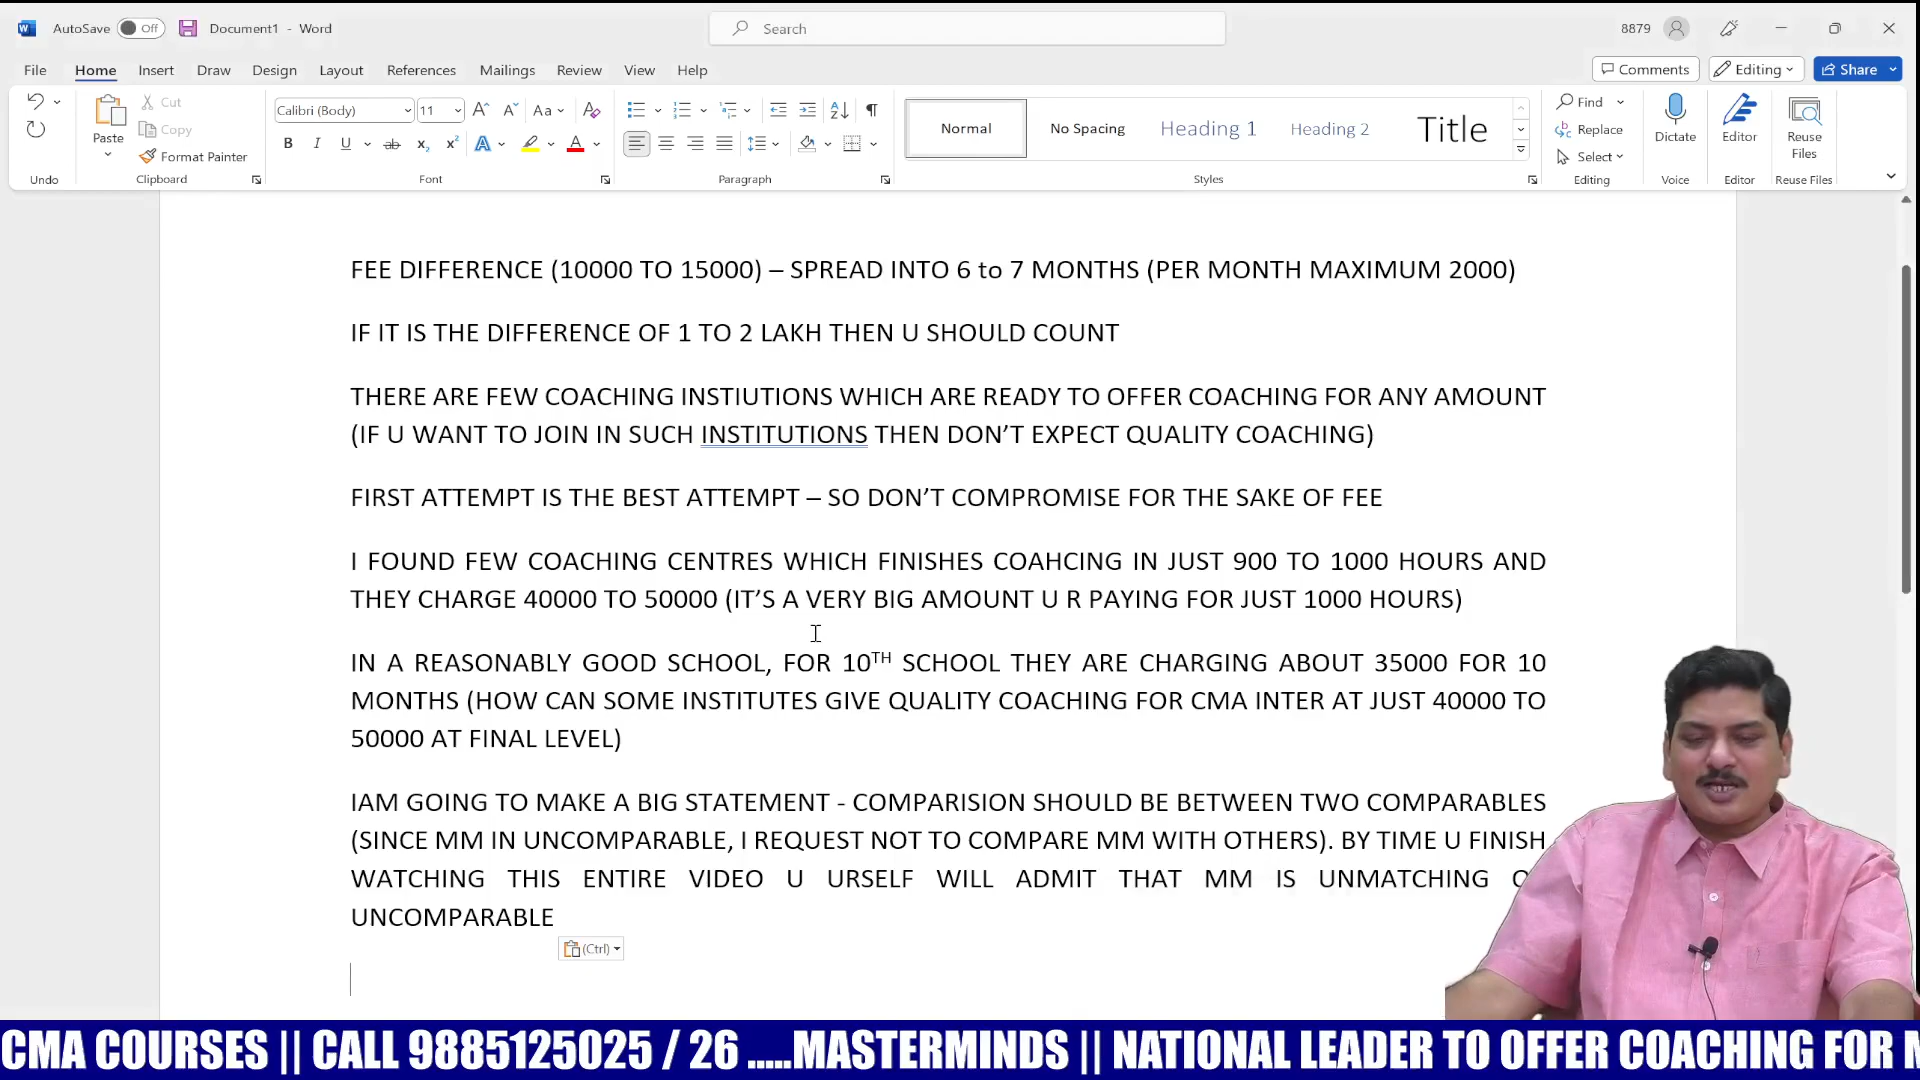 AutoSave Off Document1 - Word Search 8879
File Home Insert Draw Design Layout References Mailings Review View Help Comments Editing Share
Paste Cut Copy Format Painter
Calibri (Body) 11
Normal No Spacing Heading 1 Heading 2 Title
Find Replace Select
Dictate Editor Reuse Files
Undo Clipboard Font Paragraph Styles Editing Voice Editor Reuse Files
FEE DIFFERENCE (10000 TO 15000) – SPREAD INTO 6 to 7 MONTHS (PER MONTH MAXIMUM 2000)
IF IT IS THE DIFFERENCE OF 1 TO 2 LAKH THEN U SHOULD COUNT
THERE ARE FEW COACHING INSTIUTIONS WHICH ARE READY TO OFFER COACHING FOR ANY AMOUNT
(IF U WANT TO JOIN IN SUCH INSTITUTIONS THEN DON’T EXPECT QUALITY COACHING)
FIRST ATTEMPT IS THE BEST ATTEMPT – SO DON’T COMPROMISE FOR THE SAKE OF FEE
I FOUND FEW COACHING CENTRES WHICH FINISHES COAHCING IN JUST 900 TO 1000 HOURS AND
THEY CHARGE 40000 TO 50000 (IT’S A VERY BIG AMOUNT U R PAYING FOR JUST 1000 HOURS)
IN A REASONABLY GOOD SCHOOL, FOR 10TH SCHOOL THEY ARE CHARGING ABOUT 35000 FOR 10
MONTHS (HOW CAN SOME INSTITUTES GIVE QUALITY COACHING FOR CMA INTER AT JUST 40000 TO
50000 AT FINAL LEVEL)
IAM GOING TO MAKE A BIG STATEMENT - COMPARISION SHOULD BE BETWEEN TWO COMPARABLES
(SINCE MM IN UNCOMPARABLE, I REQUEST NOT TO COMPARE MM WITH OTHERS). BY TIME U FINISH
WATCHING THIS ENTIRE VIDEO U URSELF WILL ADMIT THAT MM IS UNMATCHING
UNCOMPARABLE
(Ctrl)
CMA COURSES || CALL 9885125025 / 26 .....MASTERMINDS || NATIONAL LEADER TO OFFER COACHING FOR